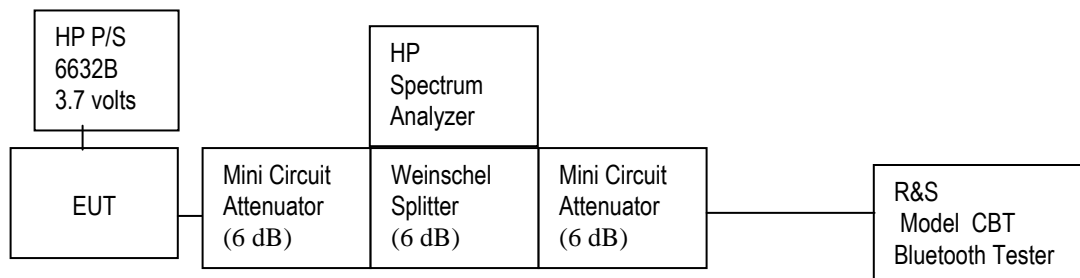 HP P/S
6632B
3.7 volts
HP
Spectrum
Analyzer
EUT
Mini Circuit
Attenuator
(6 dB)
Weinschel
Splitter
(6 dB)
Mini Circuit
Attenuator
(6 dB)
R&S
Model CBT
Bluetooth Tester